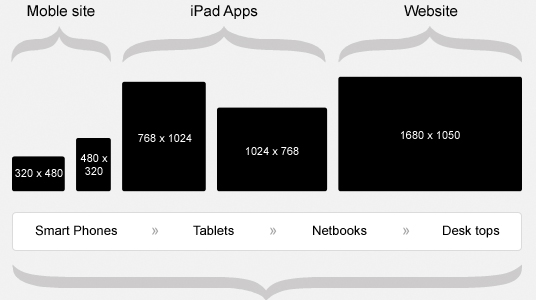 Moble site
iPad Apps
Website
320 x 480
480 x
320
768 x 1024
1024 x 768
1680 x 1050
Smart Phones » Tablets » Netbooks » Desk tops